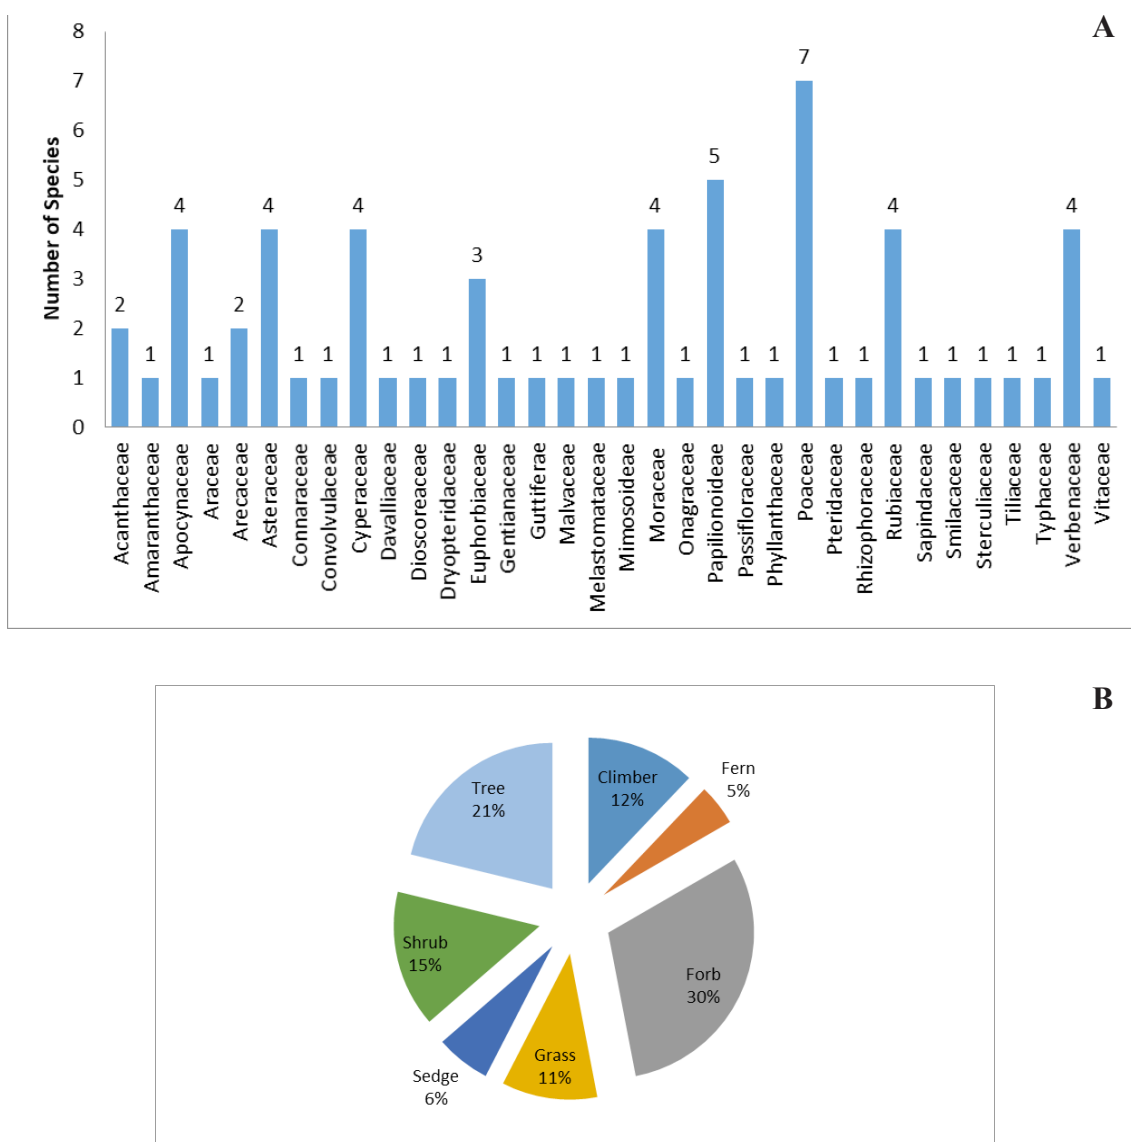 A
8
7
6
5
4
3
2
1
0
Number of Species
2
1
4
1
2
4
1
1
4
1
1
1
3
1
1
1
1
1
4
1
5
1
1
7
1
1
4
1
1
1
1
1
4
1
Acanthaceae
Amaranthaceae
Apocynaceae
Araceae
Arecaceae
Asteraceae
Connaraceae
Convolvulaceae
Cyperaceae
Davalliaceae
Dioscoreaceae
Dryopteridaceae
Euphorbiaceae
Gentianaceae
Guttiferae
Malvaceae
Melastomataceae
Mimosoideae
Moraceae
Onagraceae
Papilionoideae
Passifloraceae
Phyllanthaceae
Poaceae
Pteridaceae
Rhizophoraceae
Rubiaceae
Sapindaceae
Smilacaceae
Sterculiaceae
Tiliaceae
Typhaceae
Verbenaceae
Vitaceae
B
Climber
12%
Fern
5%
Forb
30%
Grass
11%
Sedge
6%
Shrub
15%
Tree
21%